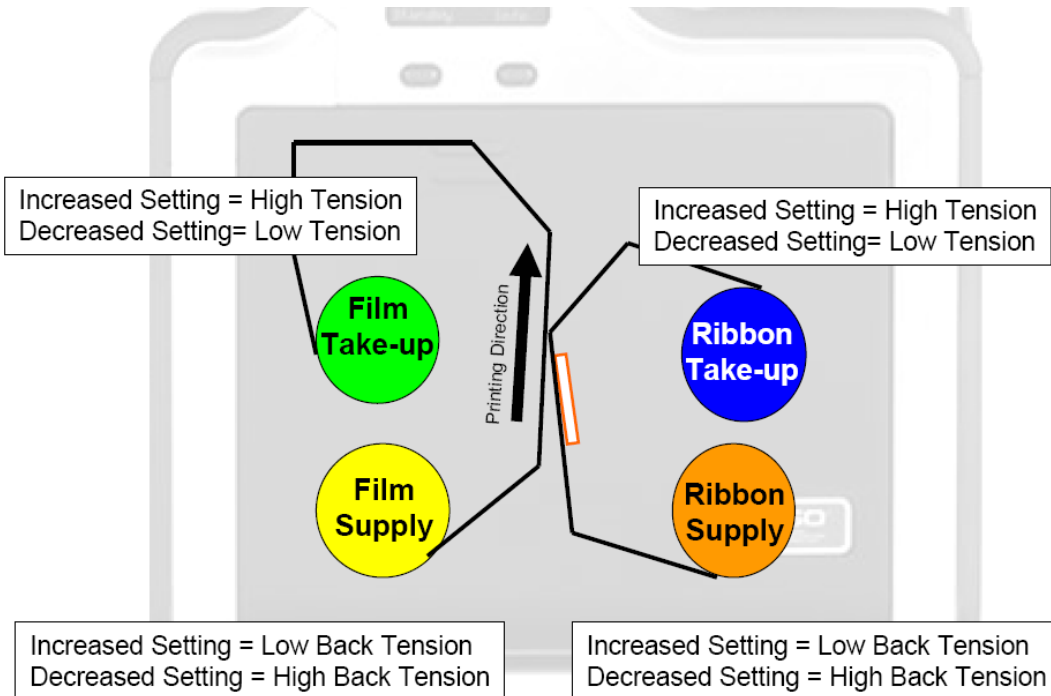 Standby Info
Increased Setting = High Tension
Decreased Setting= Low Tension
Increased Setting = High Tension
Decreased Setting= Low Tension
Film
Take-up
Printing Direction
Ribbon
Take-up
Film
Supply
Ribbon
Supply
Increased Setting = Low Back Tension
Decreased Setting = High Back Tension
Increased Setting = Low Back Tension
Decreased Setting = High Back Tension